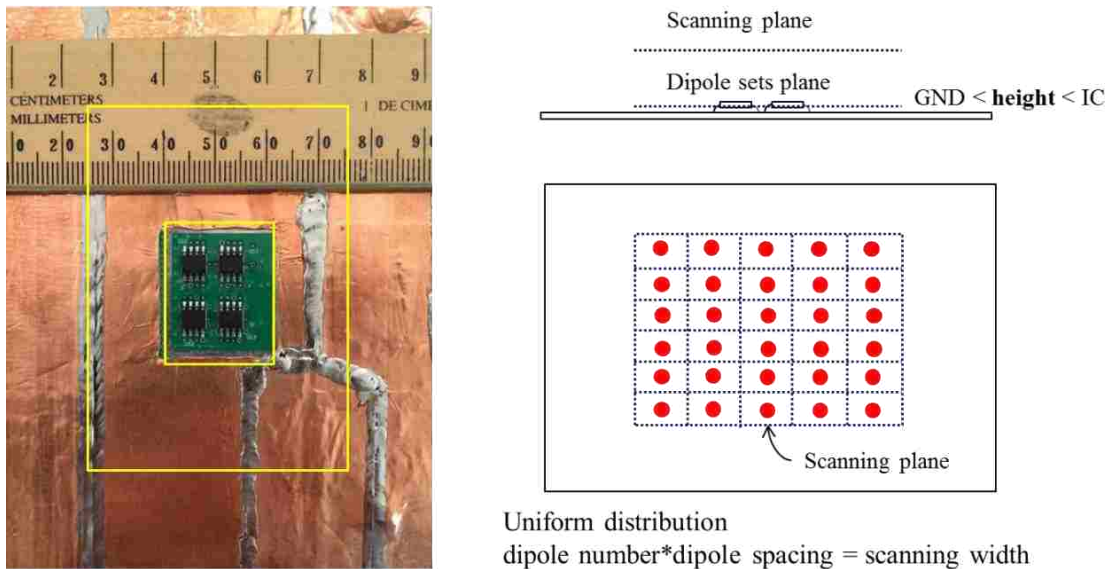 2 3 4 5 6 7 8 9
CENTIMETERS DE CIME
MILLIMETERS
0 20 30 40 50 60 70 80 9
Scanning plane
Dipole sets plane
GND < height < IC
Scanning plane
Uniform distribution
dipole number*dipole spacing = scanning width